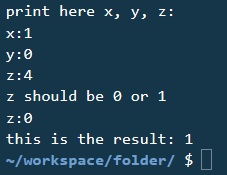 print here x, y, z:
x:1
y:0
z:4
z should be 0 or 1
z:0
this is the result: 1
~/workspace/folder/ $